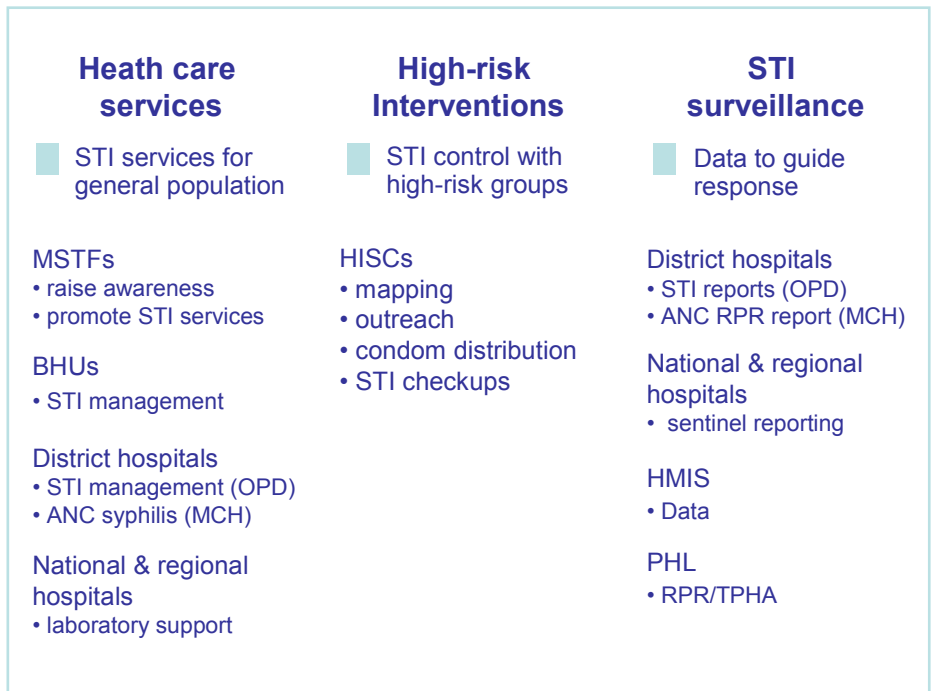 Heath care
services
STI services for
general population
MSTFs
• raise awareness
• promote STI services
BHUs
• STI management
District hospitals
• STI management (OPD)
• ANC syphilis (MCH)
National & regional
hospitals
• laboratory support
High-risk
Interventions
STI control with
high-risk groups
HISCs
• mapping
• outreach
• condom distribution
• STI checkups
STI
surveillance
Data to guide
response
District hospitals
• STI reports (OPD)
• ANC RPR report (MCH)
National & regional
hospitals
• sentinel reporting
HMIS
• Data
PHL
• RPR/TPHA